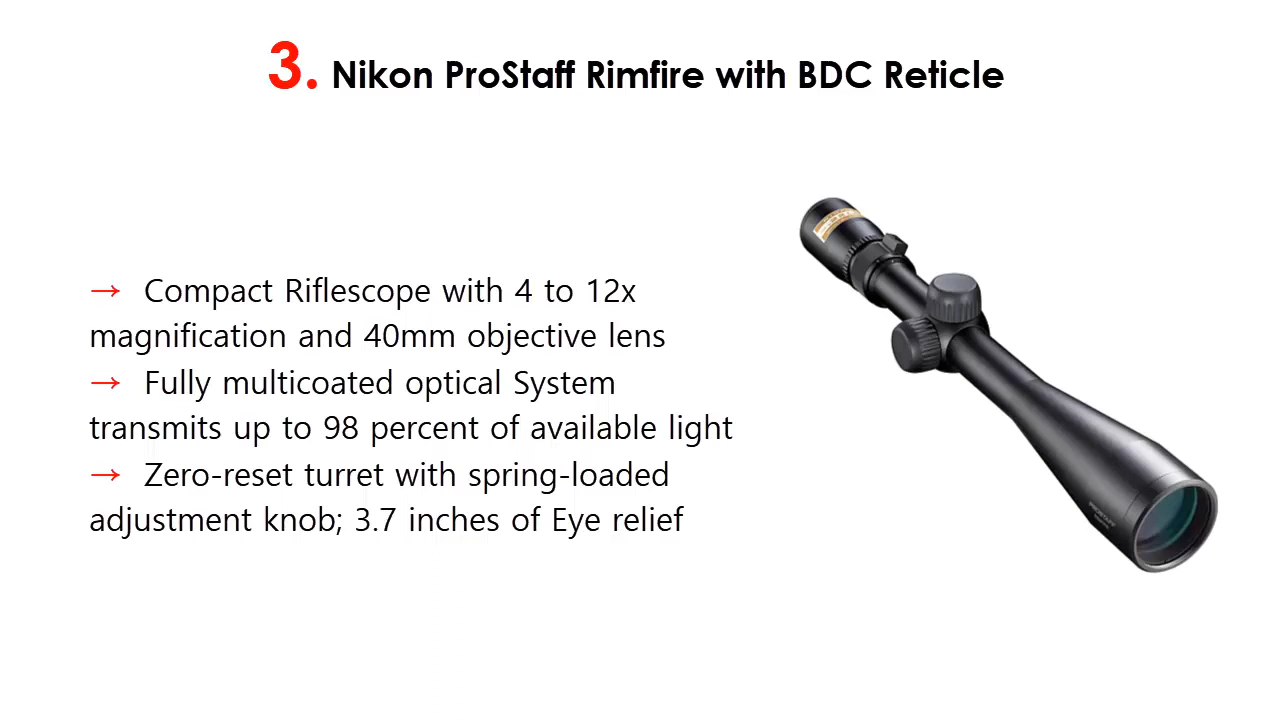 3. Nikon ProStaff Rimfire with BDC Reticle
→ Compact Riflescope with 4 to 12x
magnification and 40mm objective lens
→ Fully multicoated optical System
transmits up to 98 percent of available light
→ Zero-reset turret with spring-loaded
adjustment knob; 3.7 inches of Eye relief
PROSTAFF